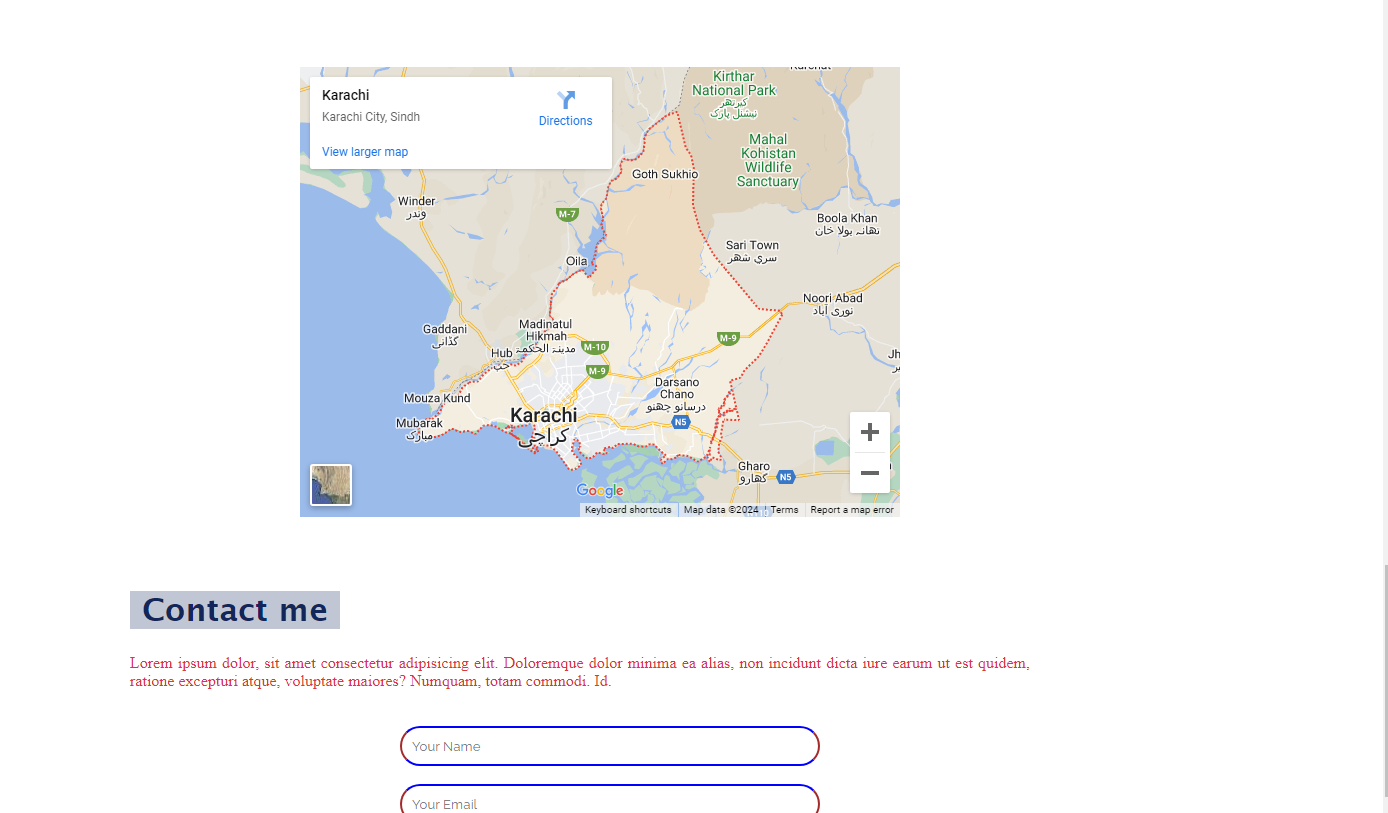 Karachi
Karachi City, Sindh
Directions
View larger map
Kirthar
National Park
کیرتھر
نیشنل پارک
Mahal
Kohistan
Wildlife
Sanctuary
Goth Sukhio
Winder
وندر
M-7
Boola Khan
تھانہ بولا خان
Sari Town
سري شهر
Oila
Noori Abad
نوری آباد
Gaddani
گڈانی
Madinatul
Hikmah
مدينۃ الحكمۃ
M-10
M-9
Hub
حب
M-9
Darsano
Chano
درسانو چھنو
Mouza Kund
Karachi
کراچی
N5
Mubarak
مبارک
Gharo
گھارو
N5
Google
Keyboard shortcuts
Map data ©2024
Terms
Report a map error
Contact me
Lorem ipsum dolor, sit amet consectetur adipisicing elit. Doloremque dolor minima ea alias, non incidunt dicta iure earum ut est quidem,
ratione excepturi atque, voluptate maiores? Numquam, totam commodi. Id.
Your Name
Your Email